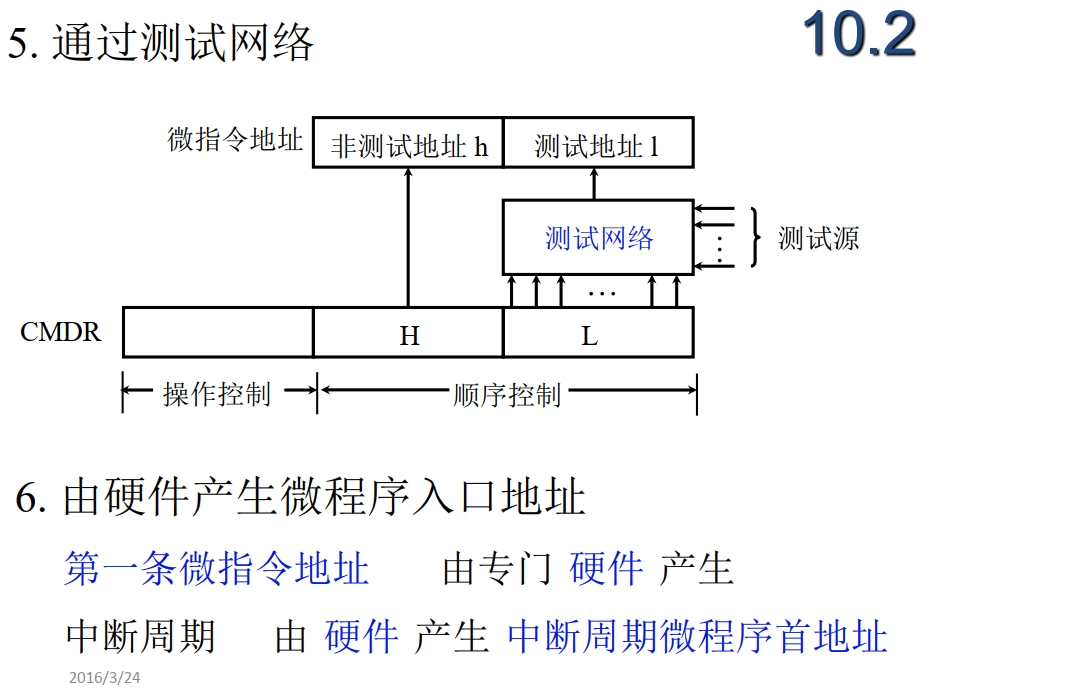 5. 通过测试网络
10.2
微指令地址 非测试地址 h 测试地址 l
测试网络 测试源
…
CMDR H L
操作控制 顺序控制
6. 由硬件产生微程序入口地址
第一条微指令地址 由专门 硬件 产生
中断周期 由 硬件 产生 中断周期微程序首地址
2016/3/24